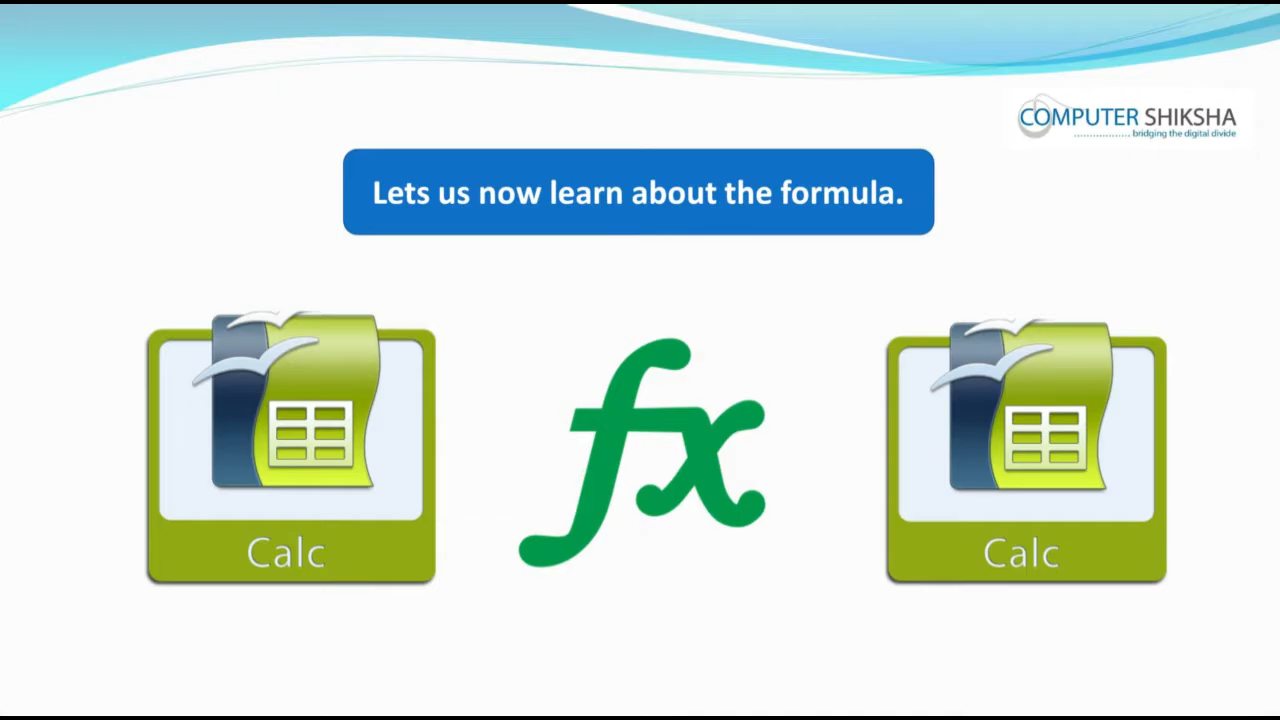 COMPUTER SHIKSHA
bridging the digital divide
Lets us now learn about the formula.
fx
Calc
Calc